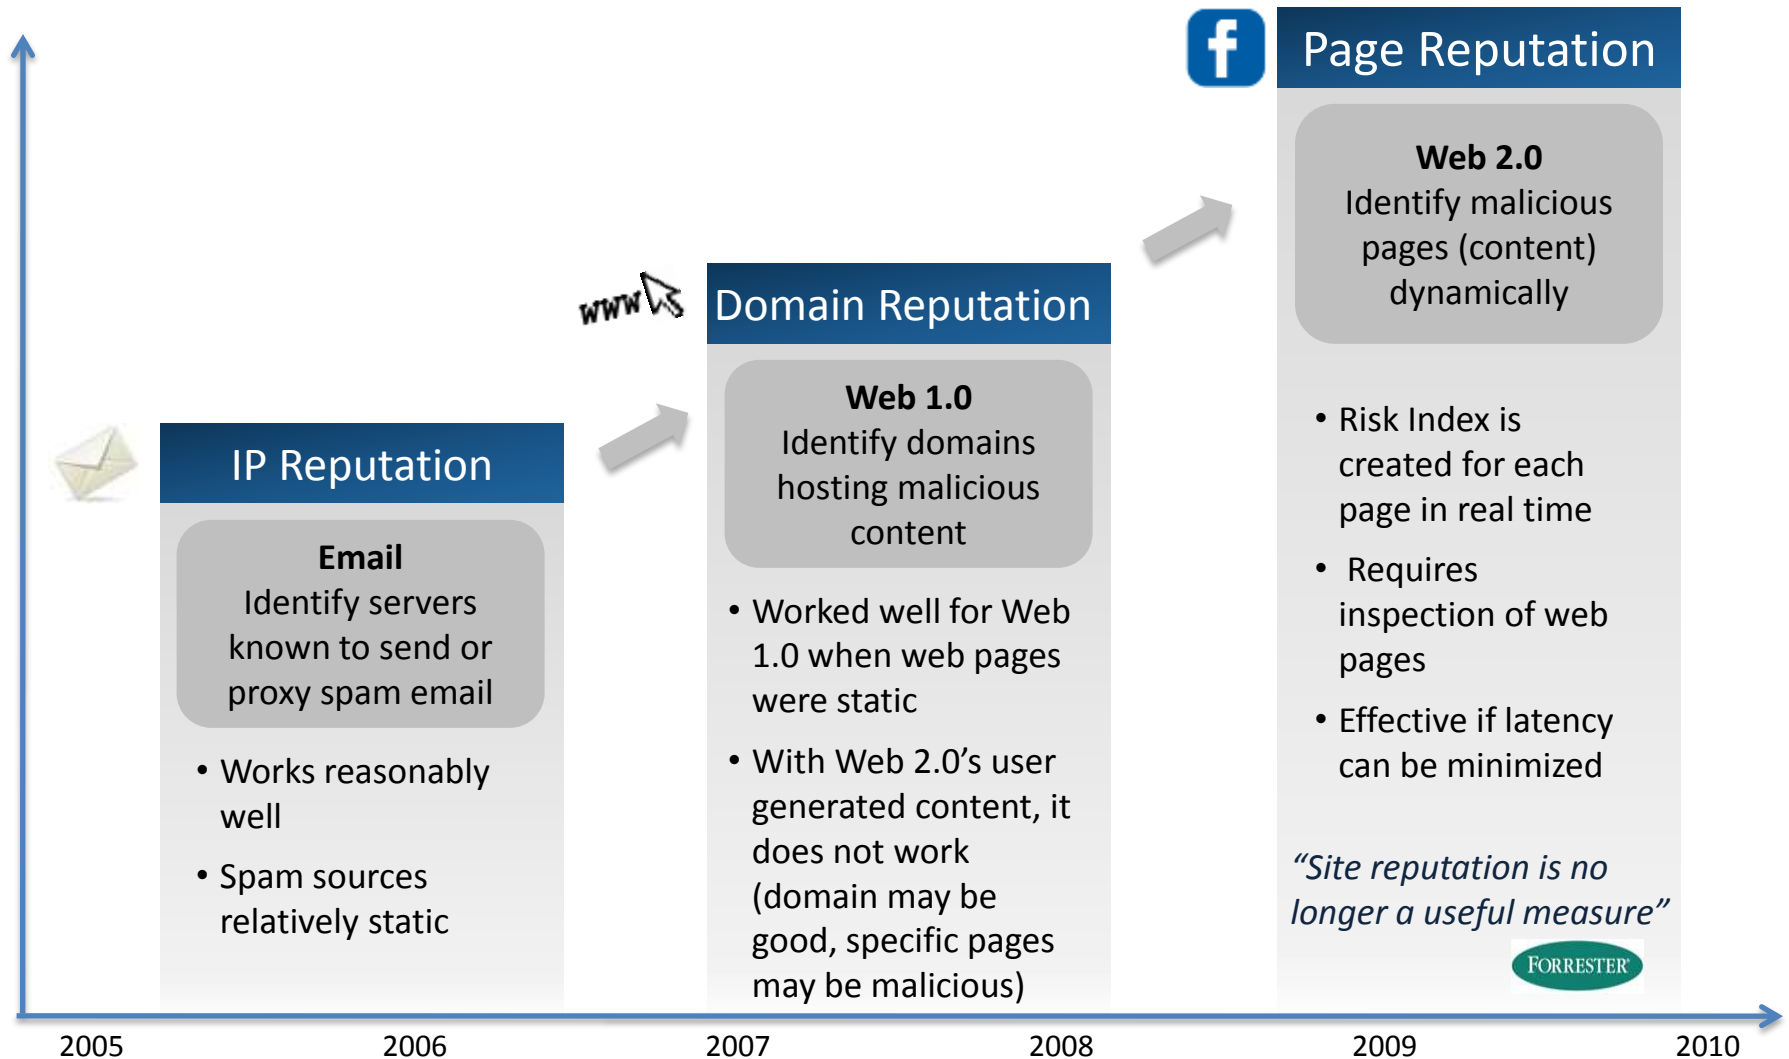 Page Reputation
Web 2.0
Identify malicious
pages (content)
dynamically
• Risk Index is
created for each
page in real time
• Requires
inspection of web
pages
• Effective if latency
can be minimized
“Site reputation is no
longer a useful measure”
FORRESTER®
www
Domain Reputation
Web 1.0
Identify domains
hosting malicious
content
• Worked well for Web
1.0 when web pages
were static
• With Web 2.0’s user
generated content, it
does not work
(domain may be
good, specific pages
may be malicious)
IP Reputation
Email
Identify servers
known to send or
proxy spam email
• Works reasonably
well
• Spam sources
relatively static
2005 2006 2007 2008 2009 2010